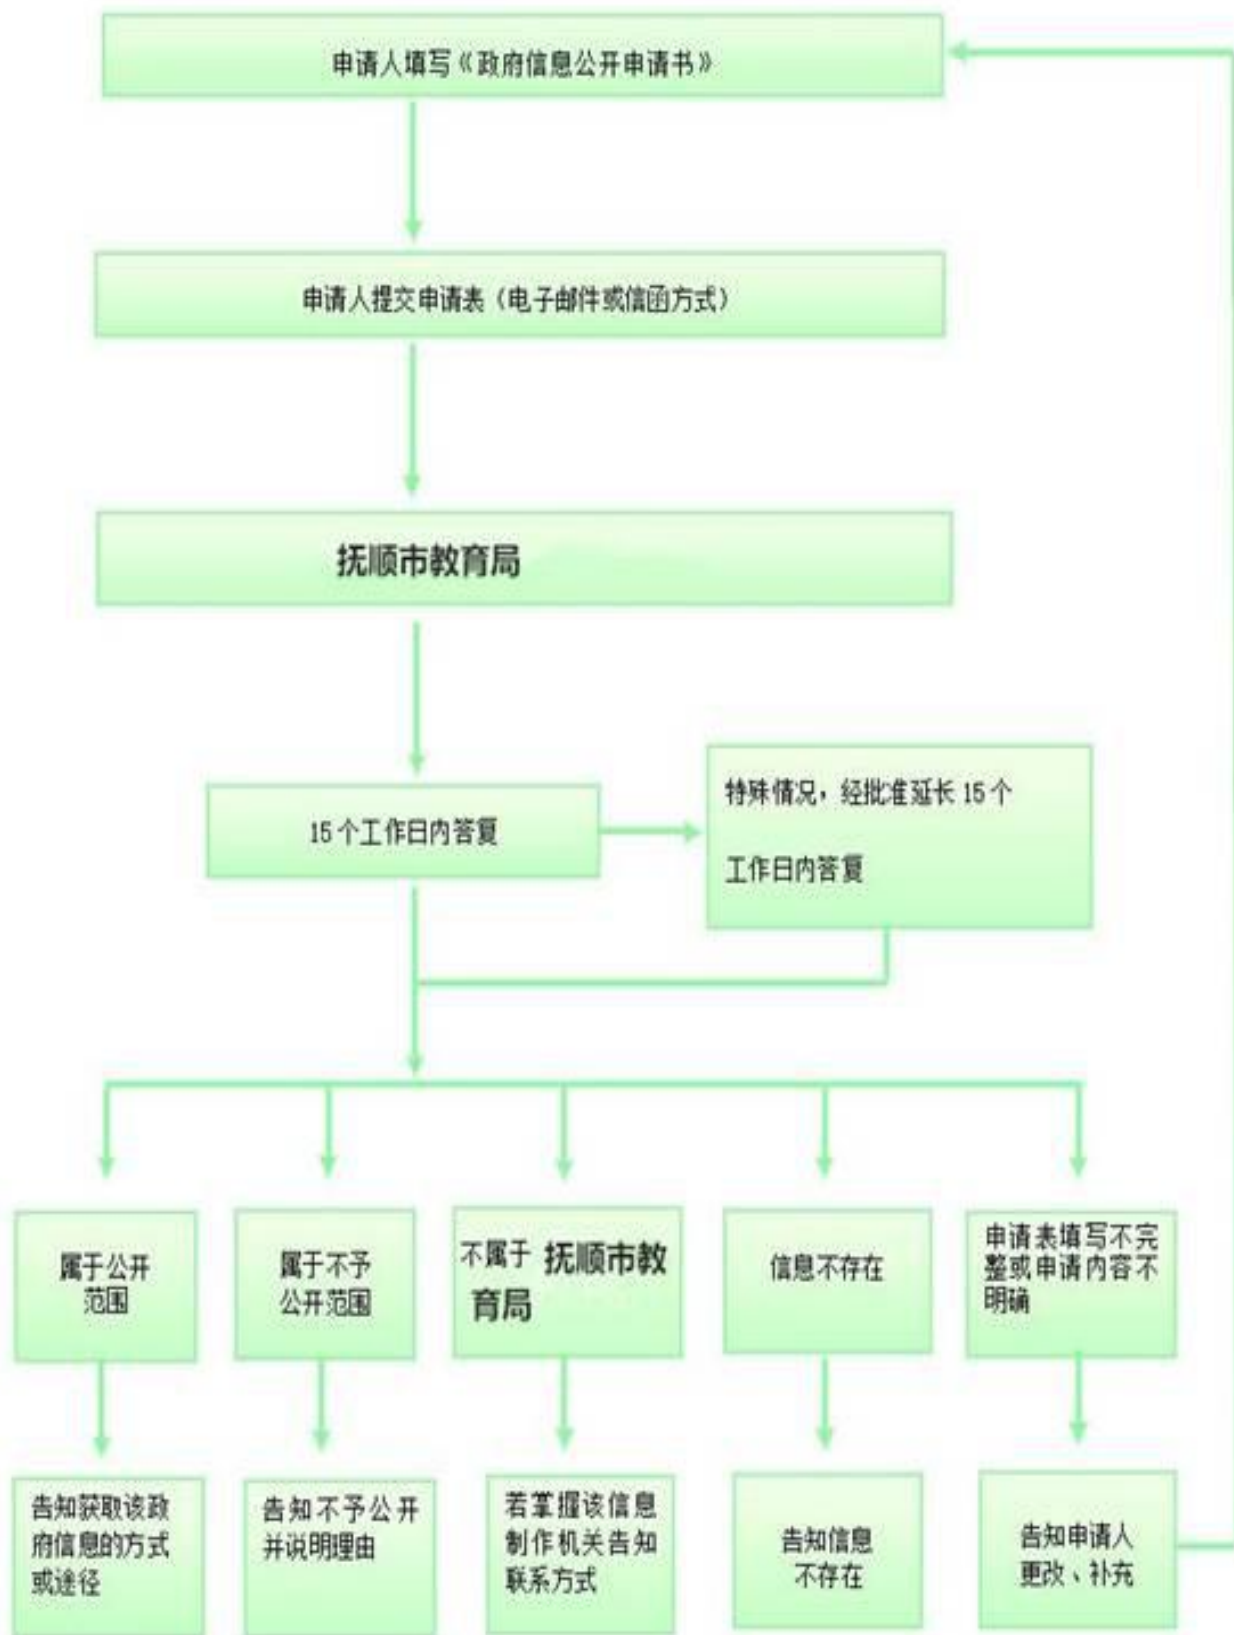 申请人填写《政府信息公开申请书》
申请人提交申请表（电子邮件或信函方式）
抚顺市教育局
15个工作日内答复
特殊情况，经批准延长15个
工作日内答复
属于公开
范围
属于不予
公开范围
不属于 抚顺市教
育局
信息不存在
申请表填写不完
整或申请内容不
明确
告知获取该政
府信息的方式
或途径
告知不予公开
并说明理由
若掌握该信息
制作机关告知
联系方式
告知信息
不存在
告知申请人
更改、补充